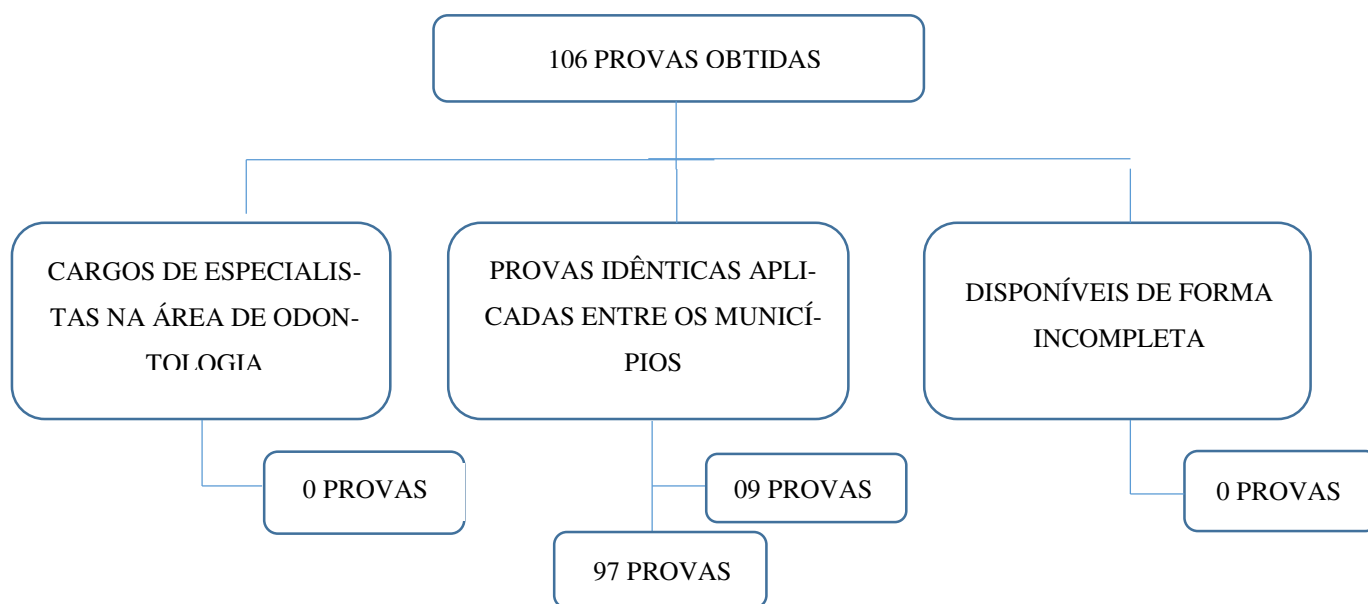 106 PROVAS OBTIDAS
CARGOS DE ESPECIALIS-
TAS NA ÁREA DE ODON-
TOLOGIA
PROVAS IDÊNTICAS APLI-
CADAS ENTRE OS MUNICÍ-
PIOS
DISPONÍVEIS DE FORMA
INCOMPLETA
0 PROVAS
09 PROVAS
0 PROVAS
97 PROVAS